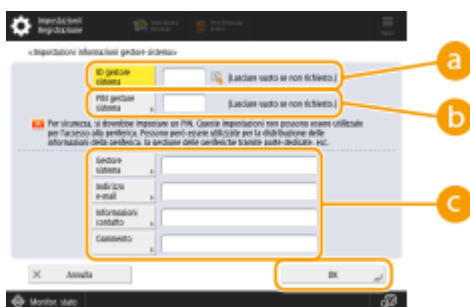 Impostazioni/
Registrazione
<Impostazioni informazioni gestore sistema>
a
ID gestore
sistema
(Lasciare vuoto se non richiesto.)
b
PIN gestore
sistema
(Lasciare vuoto se non richiesto.)
Per sicurezza, si dovrebbe impostare un PIN. Queste impostazioni non possono essere utilizzate
per l'accesso alla periferica. Possono però essere utilizzate per la distribuzione delle
informazioni della periferica, la gestione delle periferiche tramite porte dedicate, ecc.
Gestore
sistema
Indirizzo
e-mail
c
Informazioni
contatto
Commento
Annulla
OK
Monitor. stato